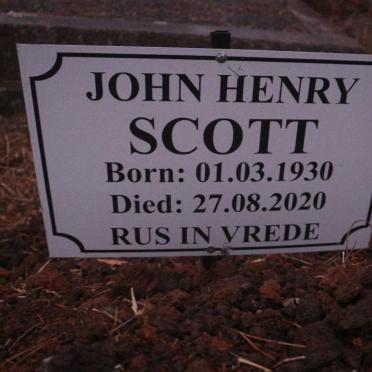 JOHN HENRY
SCOTT
Born: 01.03.1930
Died: 27.08.2020
RUS IN VREDE